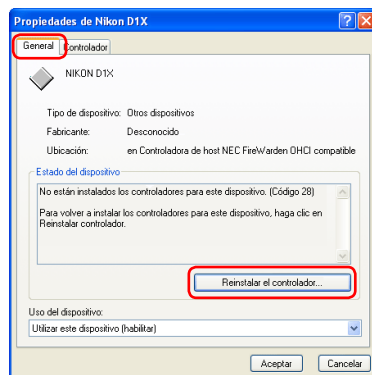 Propiedades de Nikon D1X
General Controlador
NIKON D1X
Tipo de dispositivo: Otros dispositivos
Fabricante: Desconocido
Ubicación: en Controladora de host NEC FireWarden OHCI compatible
Estado del dispositivo
No están instalados los controladores para este dispositivo. (Código 28)
Para volver a instalar los controladores para este dispositivo, haga clic en
Reinstalar controlador.
Reinstalar el controlador...
Uso del dispositivo:
Utilizar este dispositivo (habilitar)
Aceptar Cancelar